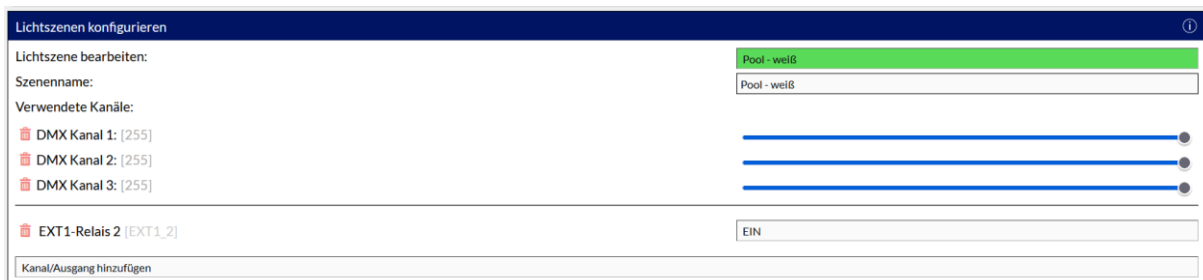 Lichtszenen konfigurieren
Lichtszene bearbeiten: Pool - weiß
Szenenname: Pool - weiß
Verwendete Kanäle:
DMX Kanal 1: [255]
DMX Kanal 2: [255]
DMX Kanal 3: [255]
EXT1-Relais 2 [EXT1_2] EIN
Kanal/Ausgang hinzufügen